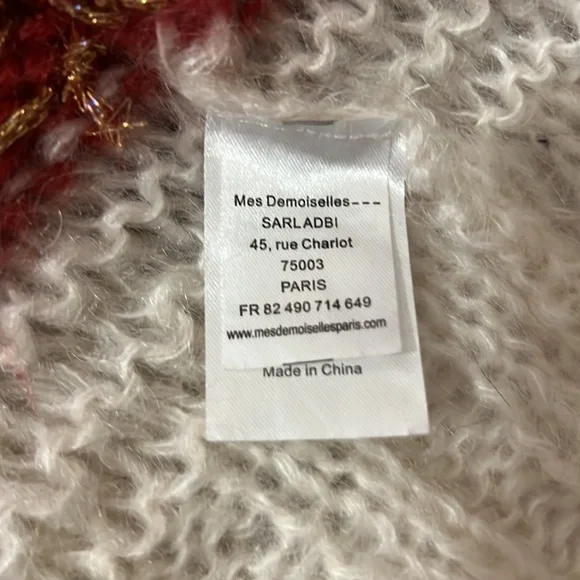 Mes Demoiselles---
SARLADBI
45, rue Charlot
75003
PARIS
FR 82 490 714 649
www.mesdemoisellesparis.com
Made in China